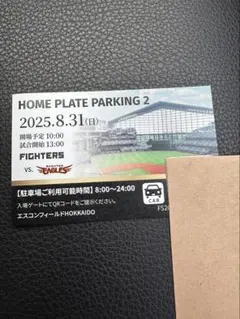 HOME PLATE PARKING 2
2025.8.31(日)
開場予定 10:00
試合開始 13:00
FIGHTERS
VS. EAGLES
【駐車場ご利用可能時間】8:00～24:00
入場ゲートにてQRコードをご提示ください。
CAR
エスコンフィールドHOKKAIDO